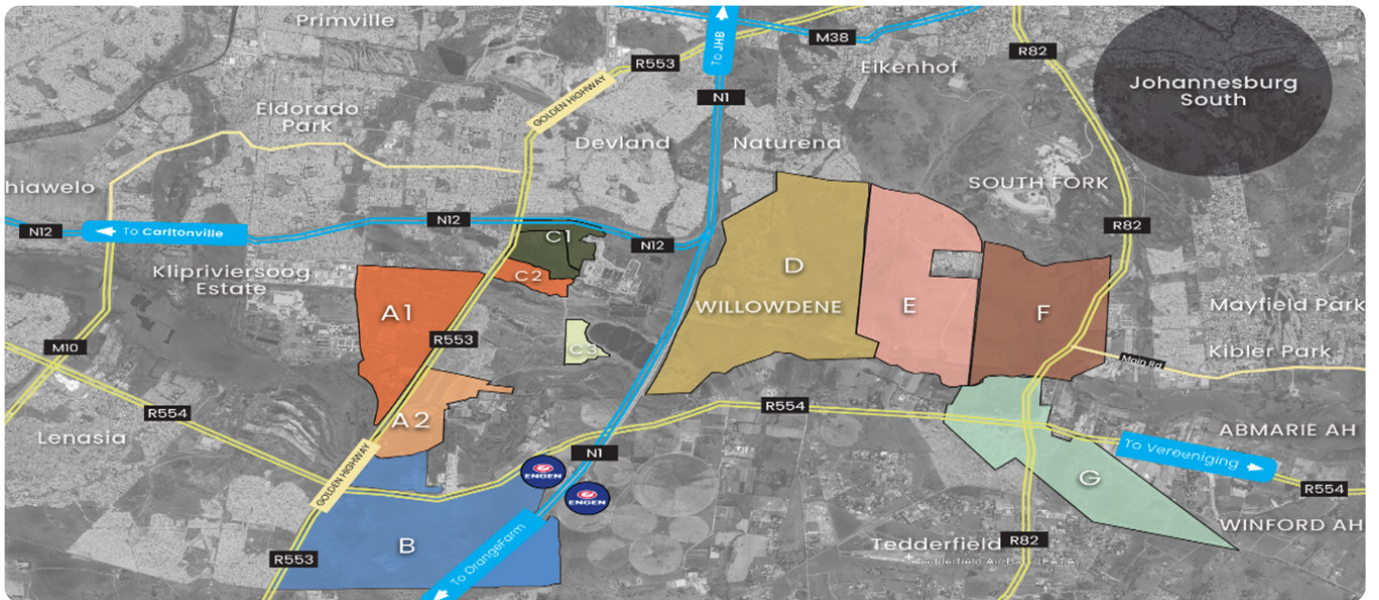 Primville
To JHB
M38
R82
R553
Eikenhof
Johannesburg
South
N1
GOLDEN HIGHWAY
Eldorado
Park
Devland
Naturena
hiawelo
SOUTH FORK
N12
To Carltonville
N12
N12
R82
C1
Klipriviersoog
Estate
C2
D
A1
WILLOWDENE
E
F
Mayfield Park
R553
M10
C3
Main Rd
Kibler Park
R554
A2
R554
Lenasia
ABMARIE AH
To Vereeniging
N1
GOLDEN HIGHWAY
ENGEN
ENGEN
G
R554
WINFORD AH
B
Tedderfield
R82
R553
To OrangeFarm